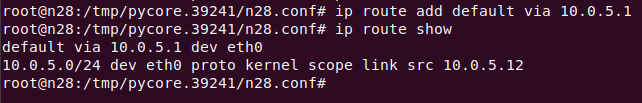 root@n28:/tmp/pycore.39241/n28.conf# ip route add default via 10.0.5.1
root@n28:/tmp/pycore.39241/n28.conf# ip route show
default via 10.0.5.1 dev eth0
10.0.5.0/24 dev eth0 proto kernel scope link src 10.0.5.12
root@n28:/tmp/pycore.39241/n28.conf#